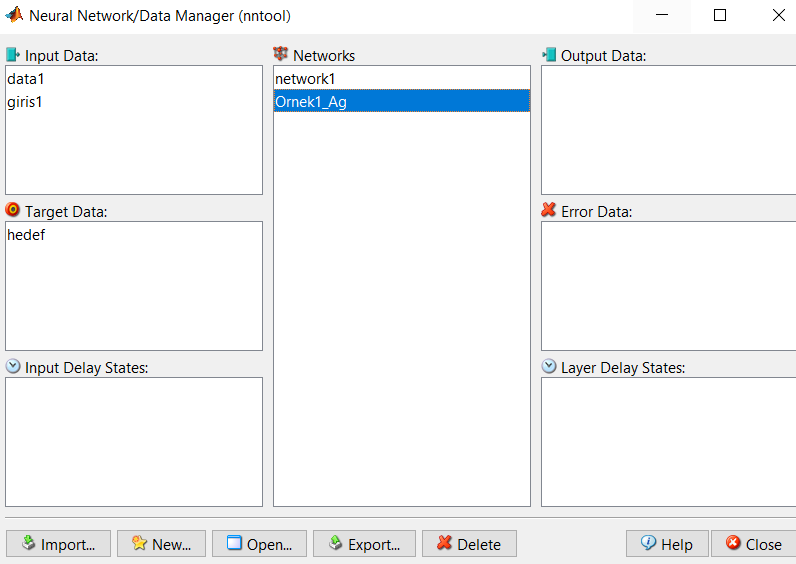 Neural Network/Data Manager (nntool)
Input Data:
data1
giris1
Networks
network1
Ornek1_Ag
Output Data:
Target Data:
hedef
Error Data:
Input Delay States:
Layer Delay States:
Import...
New...
Open...
Export...
Delete
Help
Close